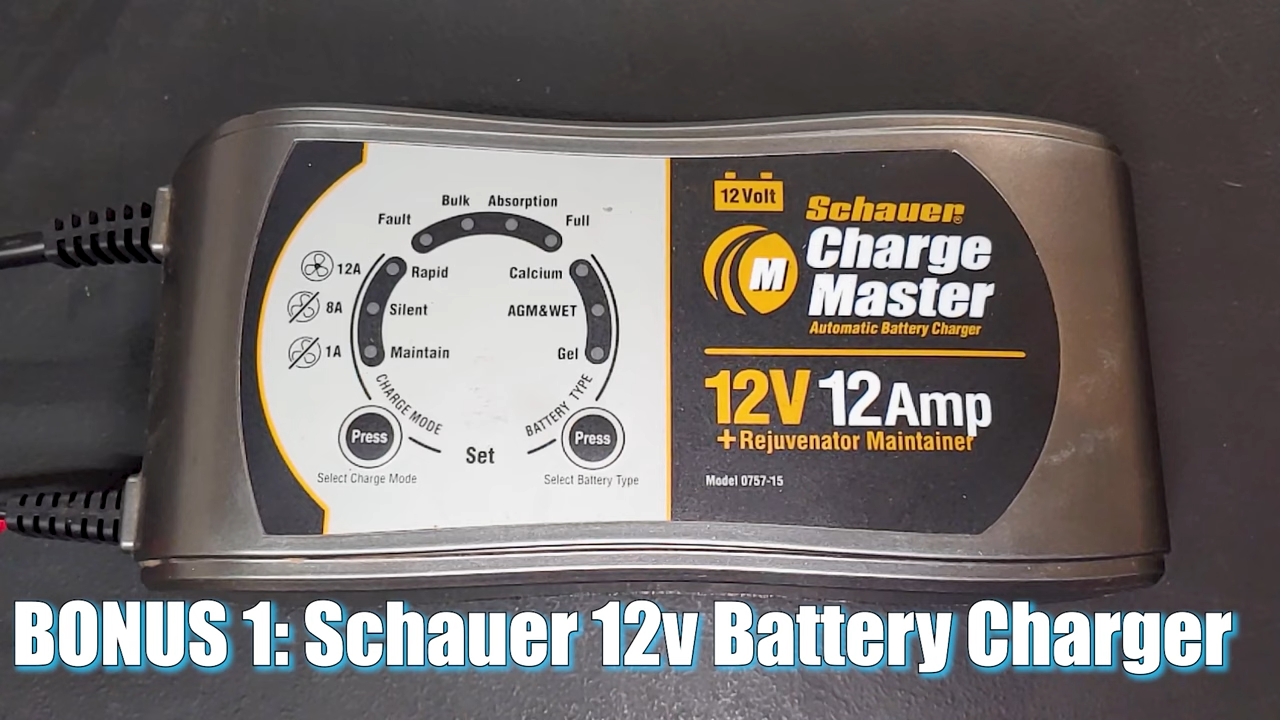 Bulk Absorption
Fault Full
12A Rapid Calcium
8A Silent AGM&WET
1A Maintain Gel
CHARGE MODE BATTERY TYPE
Press Set Press
Select Charge Mode Select Battery Type
12 Volt
Schauer®
M Charge
Master
Automatic Battery Charger
12V 12Amp
+Rejuvenator Maintainer
Model 0757-15
BONUS 1: Schauer 12v Battery Charger